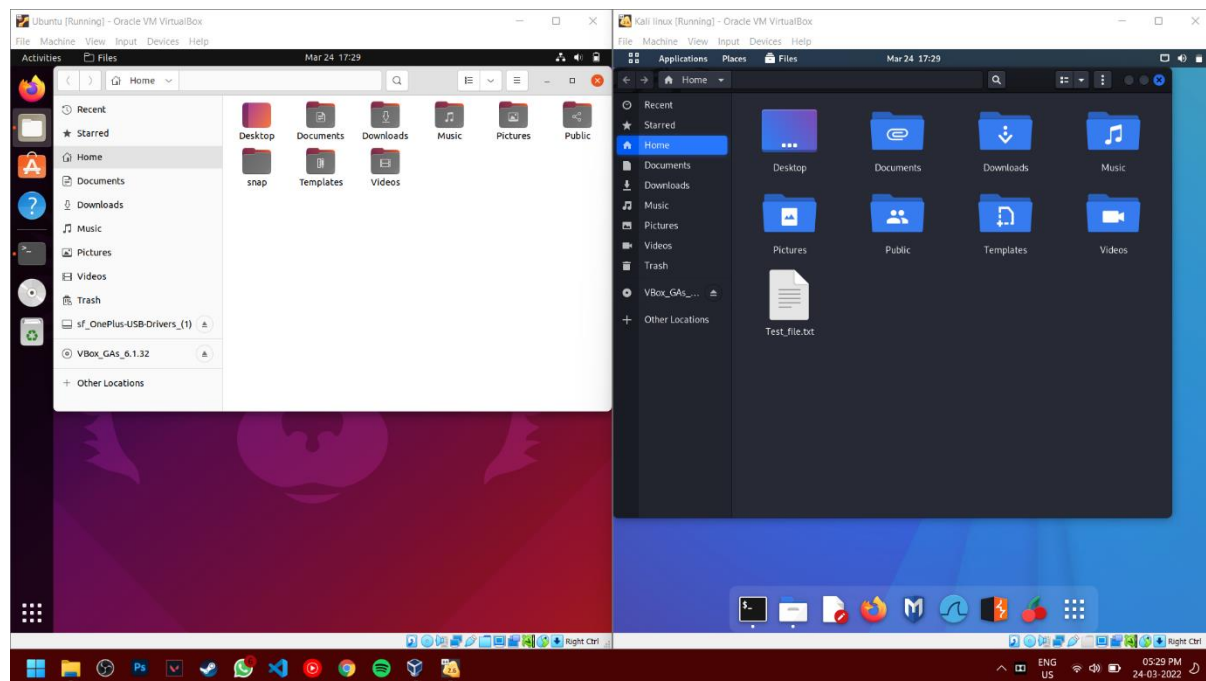 Ubuntu [Running] - Oracle VM VirtualBox
File Machine View Input Devices Help
Activities Files Mar 24 17:29
Home
Recent
Starred
Home
Documents
Downloads
Music
Pictures
Videos
Trash
sf_OnePlus-USB-Drivers_(1)
VBox_GAs_6.1.32
Other Locations
Desktop Documents Downloads Music Pictures Public
snap Templates Videos
Right Ctrl
Kali linux [Running] - Oracle VM VirtualBox
File Machine View Input Devices Help
Applications Places Files Mar 24 17:29
Home
Recent
Starred
Home
Documents
Downloads
Music
Pictures
Videos
Trash
VBox_GAs_...
Other Locations
Desktop Documents Downloads Music
Pictures Public Templates Videos
Test_file.txt
Right Ctrl
Ps
ENG
US
05:29 PM
24-03-2022